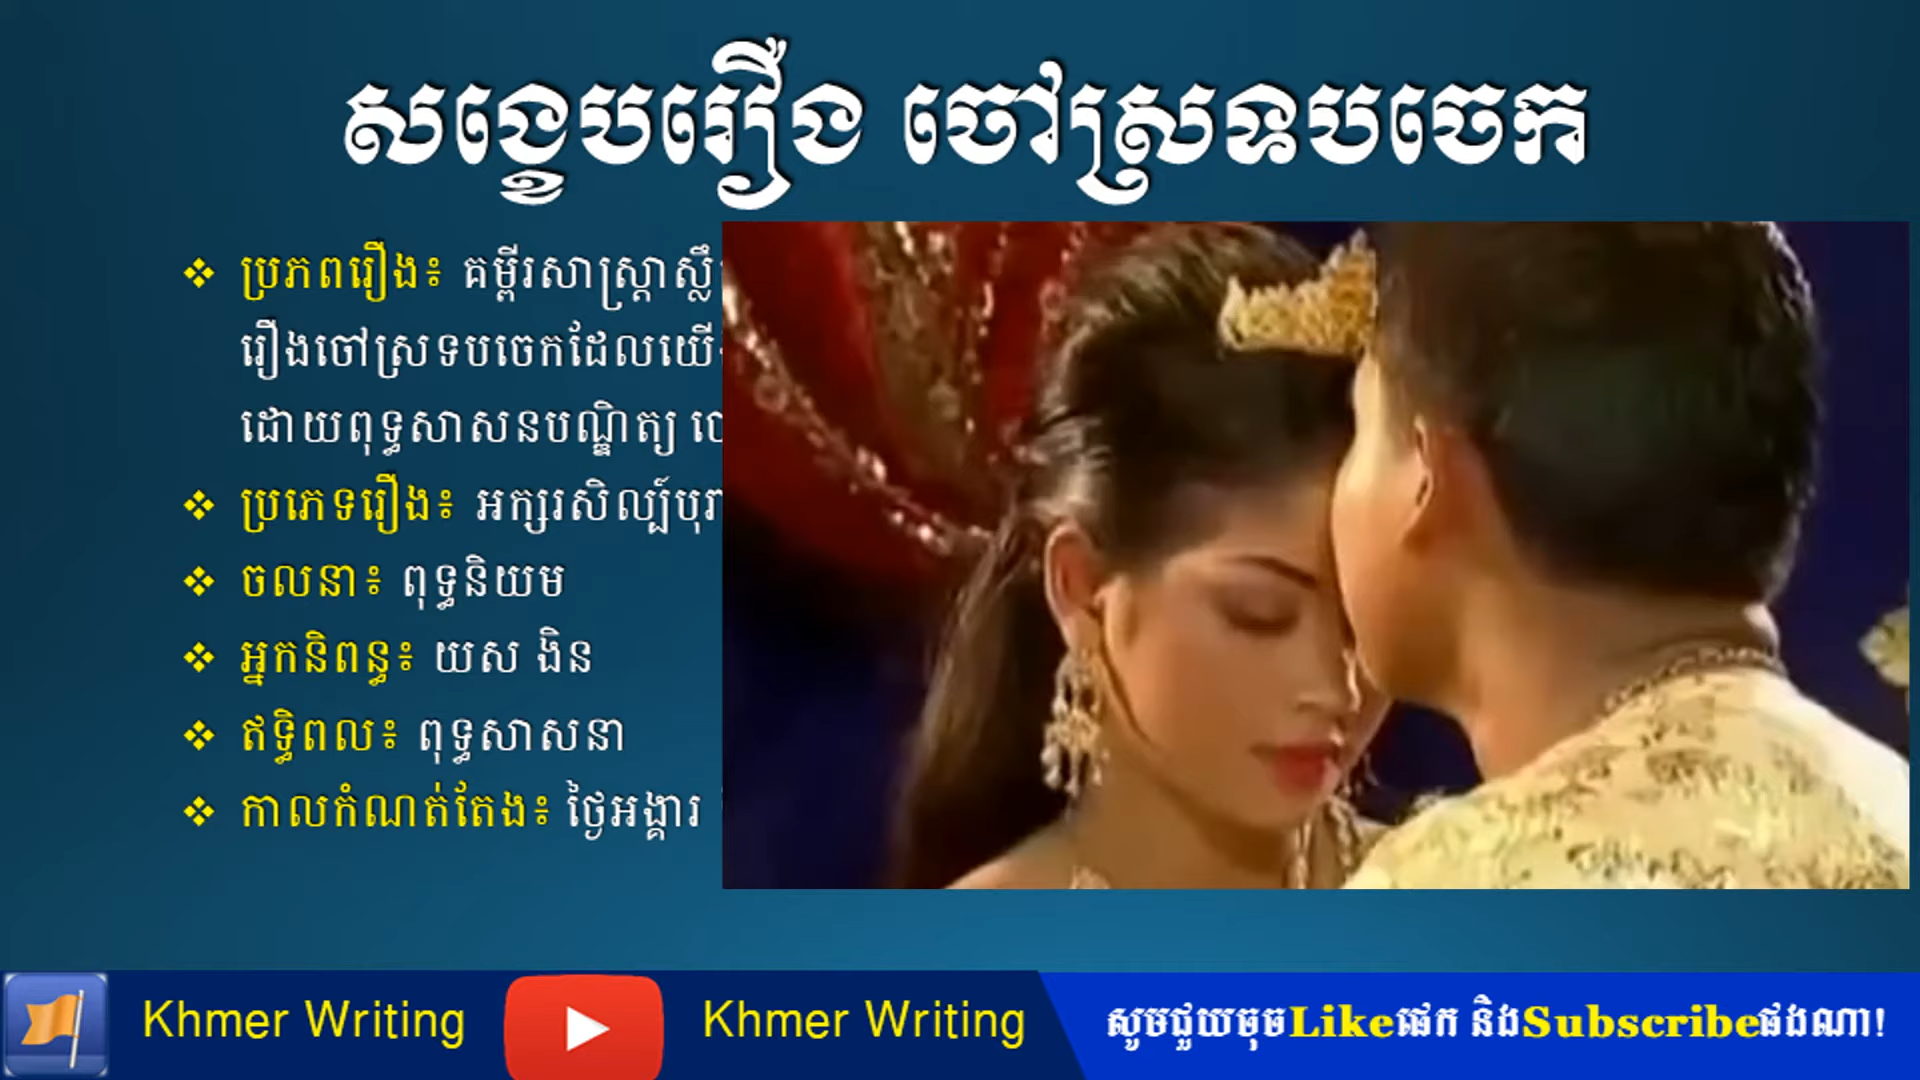 សង្ខេបរឿង ចៅស្រទបចេក
ប្រភពរឿង៖ គម្ពីរសាស្ត្រាស្លឹ
រឿងចៅស្រទបចេកដែលយើ
ដោយពុទ្ធសាសនបណ្ឌិត្យ
ប្រភេទរឿង៖ អក្សរសិល្ប៍បុរា
ចលនា៖ ពុទ្ធនិយម
អ្នកនិពន្ធ៖ យស ងិន
ឥទ្ធិពល៖ ពុទ្ធសាសនា
កាលកំណត់តែង៖ ថ្ងៃអង្គារ
Khmer Writing
Khmer Writing
សូមជួយចុចLikeផេក និងSubscribeផងណា!